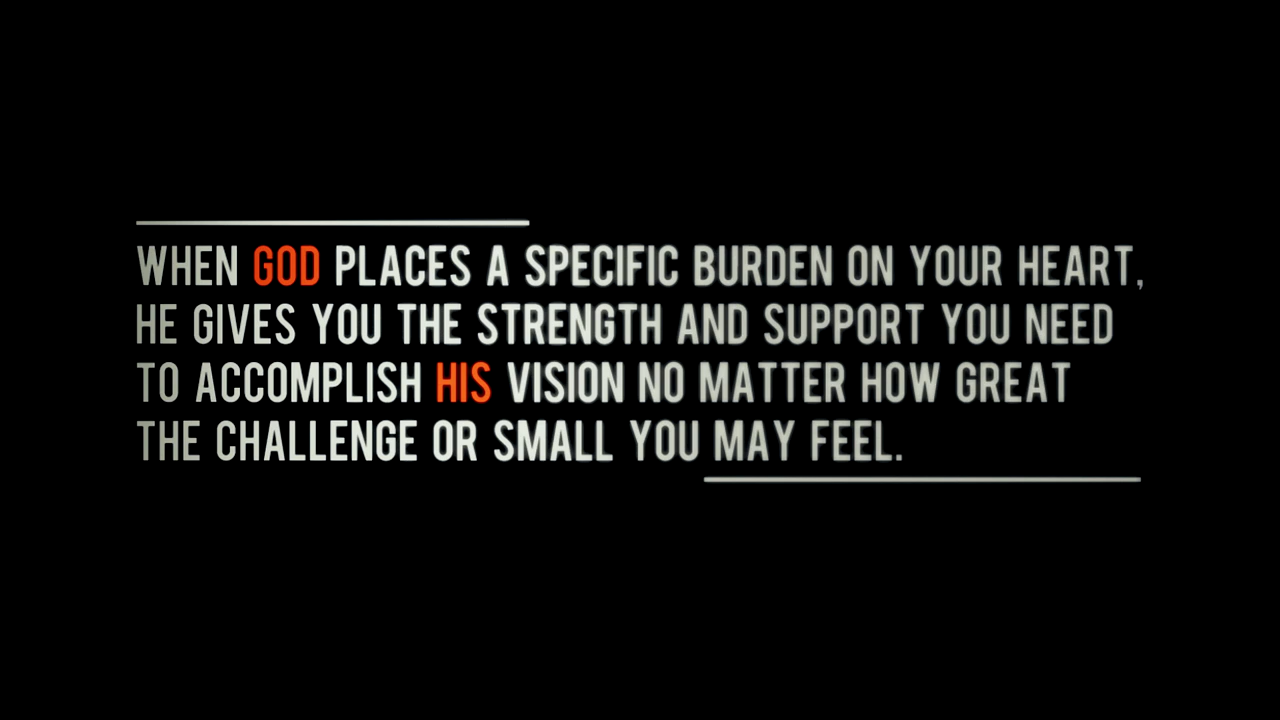 WHEN GOD PLACES A SPECIFIC BURDEN ON YOUR HEART,
HE GIVES YOU THE STRENGTH AND SUPPORT YOU NEED
TO ACCOMPLISH HIS VISION NO MATTER HOW GREAT
THE CHALLENGE OR SMALL YOU MAY FEEL.